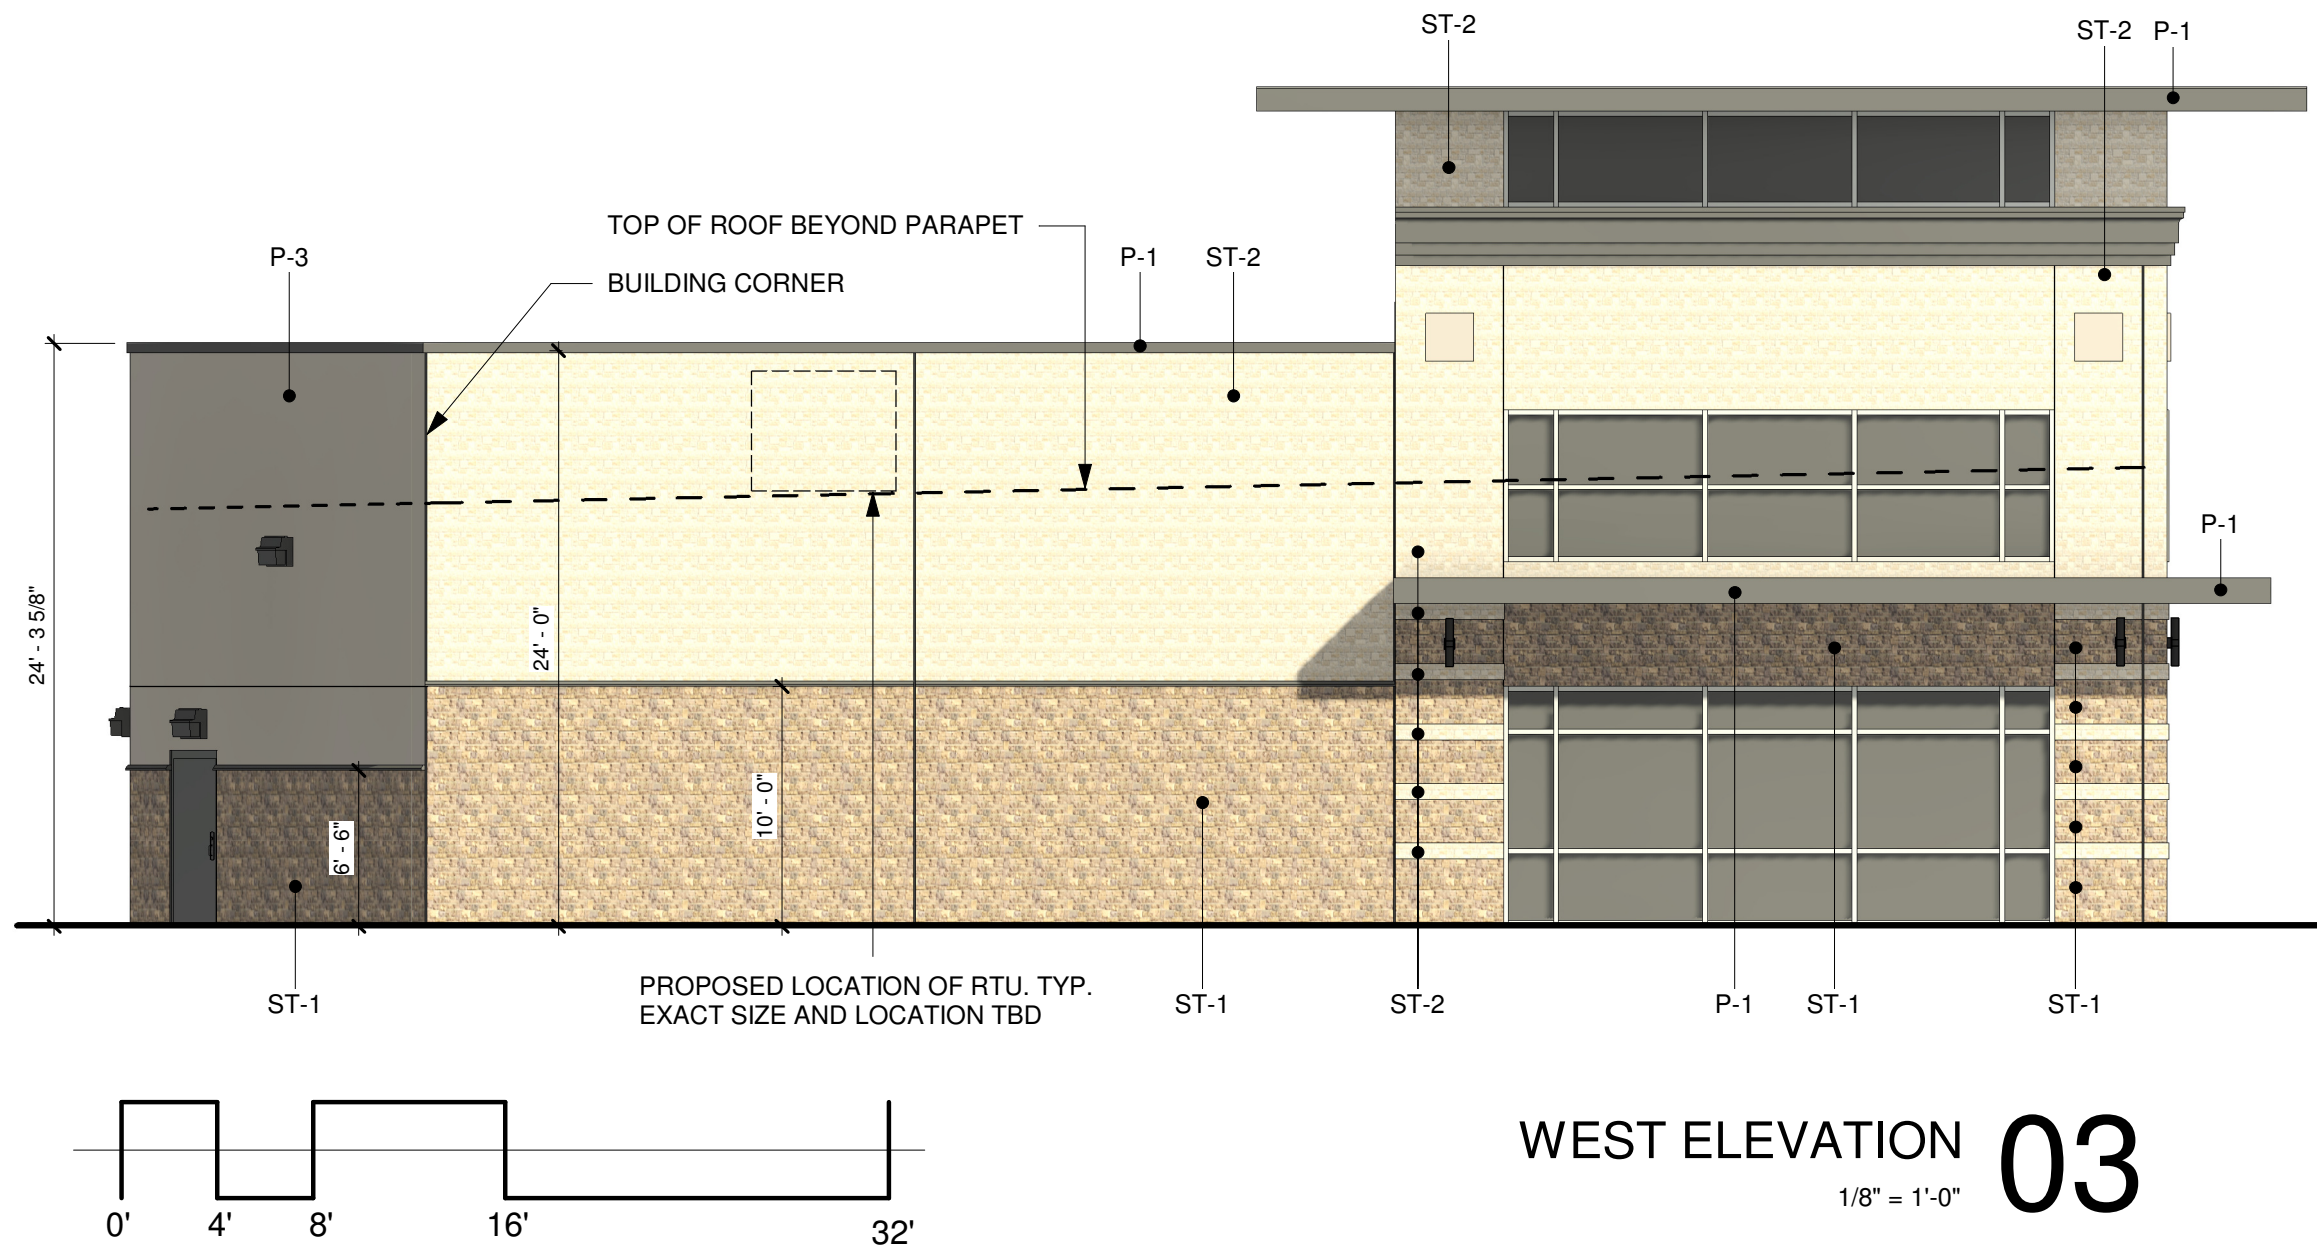 ST-2
ST-2 P-1
TOP OF ROOF BEYOND PARAPET
P-3
P-1 ST-2
BUILDING CORNER
P-1
24' - 3 5/8"
24' - 0"
10' - 0"
6' - 6"
ST-1
PROPOSED LOCATION OF RTU. TYP.
EXACT SIZE AND LOCATION TBD
ST-1
ST-2
P-1
ST-1
ST-1
0' 4' 8' 16' 32'
WEST ELEVATION 03
1/8" = 1'-0"